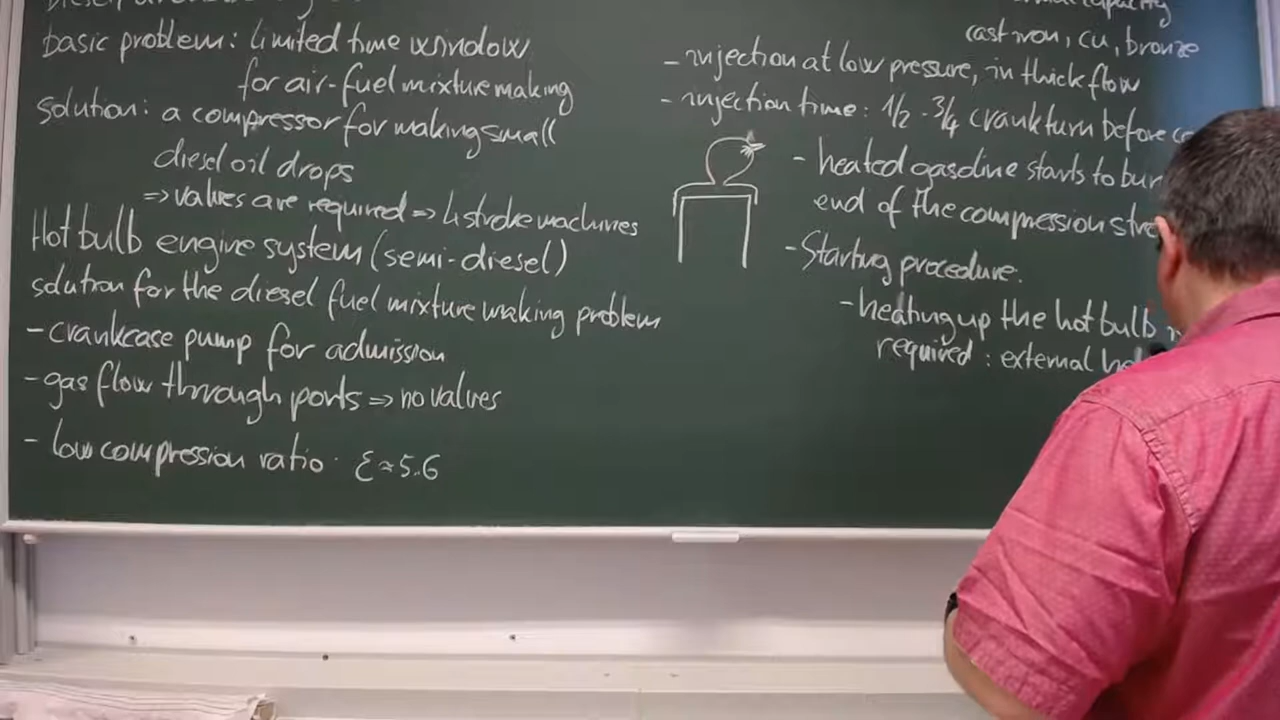 basic problem: limited time window
for air-fuel mixture making
solution: a compressor for making small
diesel oil drops
=> valves are required => 4 stroke machines
Hot bulb engine system (semi-diesel)
solution for the diesel fuel mixture making problem
- crankcase pump for admission
- gas flow through ports => no valves
- low compression ratio: ε≈5..6
capacity
cast iron, cu, bronze
- injection at low pressure, in thick flow
- injection time: 1/2 - 3/4 crank turn before
- heated gasoline starts to bur
end of the compression stro
- Starting procedure:
- heating up the hot bulb
required: external